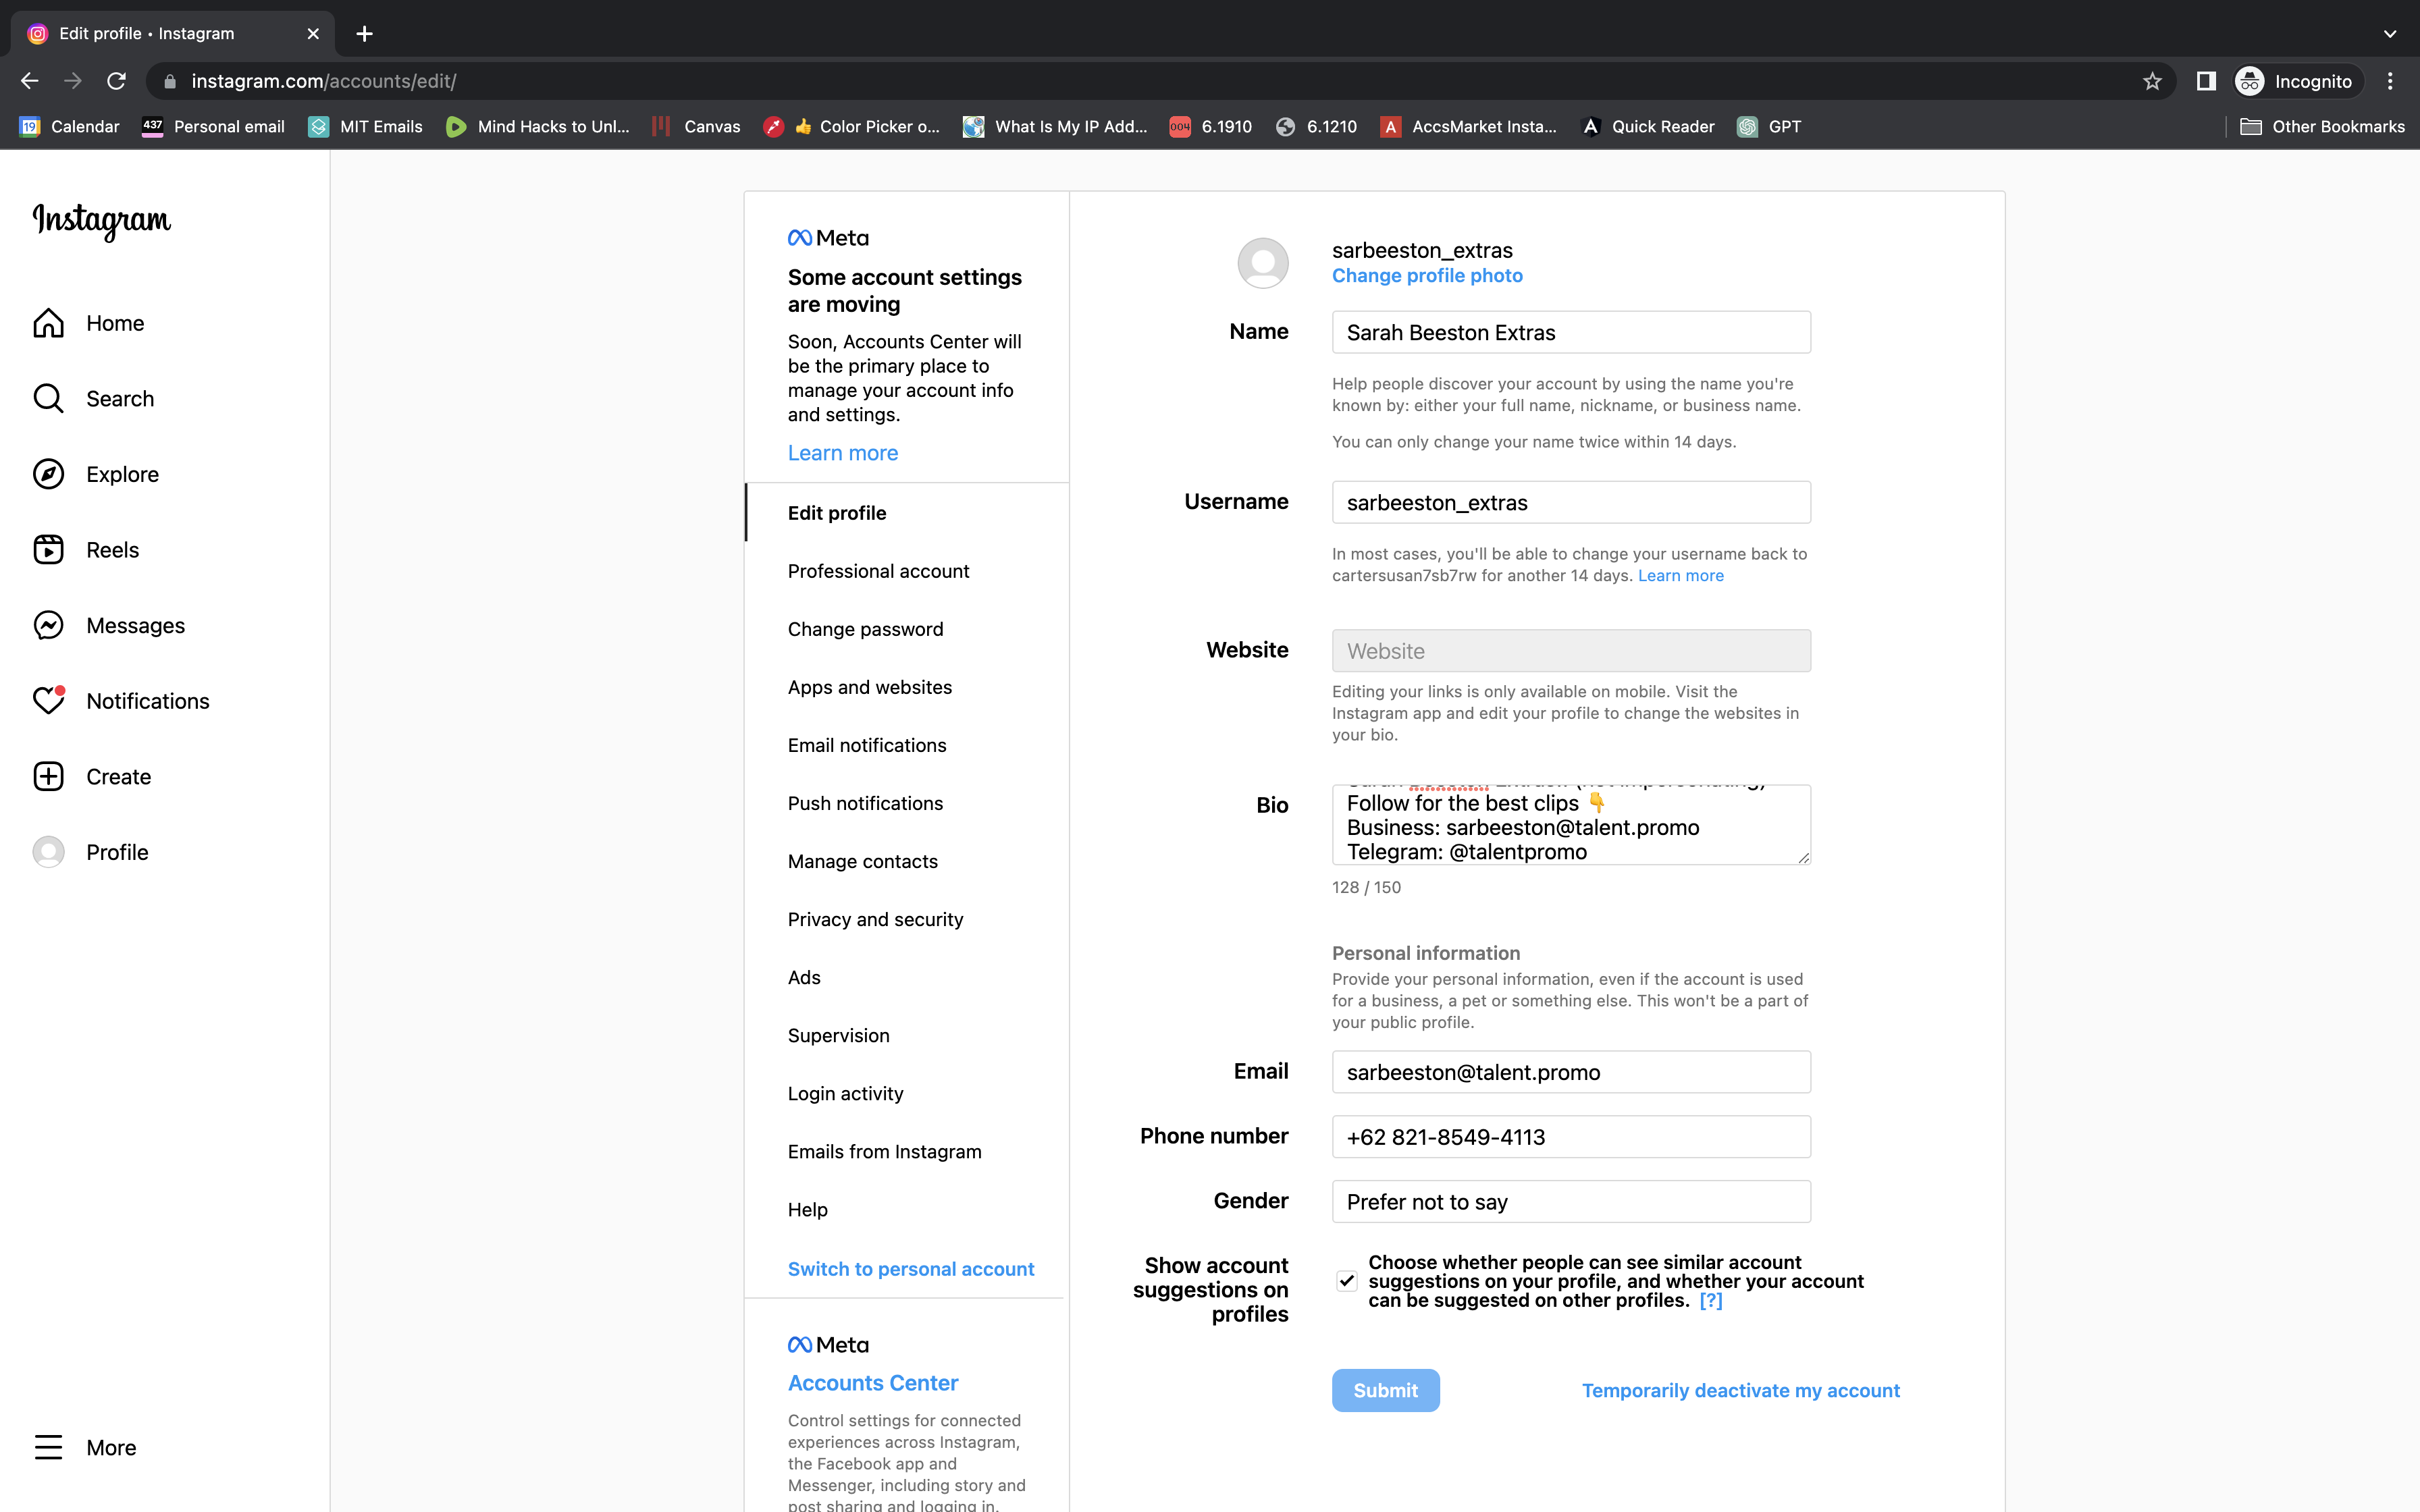 Edit profile • Instagram
instagram.com/accounts/edit/
Incognito
19 Calendar
437 Personal email
MIT Emails
Mind Hacks to Unl...
Canvas
👍 Color Picker o...
What Is My IP Add...
004 6.1910
6.1210
A AccsMarket Insta...
Quick Reader
GPT
Other Bookmarks
Instagram
Home
Search
Explore
Reels
Messages
Notifications
Create
Profile
More
Meta
Some account settings
are moving
Soon, Accounts Center will
be the primary place to
manage your account info
and settings.
Learn more
Edit profile
Professional account
Change password
Apps and websites
Email notifications
Push notifications
Manage contacts
Privacy and security
Ads
Supervision
Login activity
Emails from Instagram
Help
Switch to personal account
Meta
Accounts Center
Control settings for connected
experiences across Instagram,
the Facebook app and
Messenger, including story and
post sharing and logging in.
sarbeeston_extras
Change profile photo
Name
Sarah Beeston Extras
Help people discover your account by using the name you're
known by: either your full name, nickname, or business name.
You can only change your name twice within 14 days.
Username
sarbeeston_extras
In most cases, you'll be able to change your username back to
cartersusan7sb7rw for another 14 days. Learn more
Website
Website
Editing your links is only available on mobile. Visit the
Instagram app and edit your profile to change the websites in
your bio.
Bio
Follow for the best clips 👇
Business: sarbeeston@talent.promo
Telegram: @talentpromo
128 / 150
Personal information
Provide your personal information, even if the account is used
for a business, a pet or something else. This won't be a part of
your public profile.
Email
sarbeeston@talent.promo
Phone number
+62 821-8549-4113
Gender
Prefer not to say
Show account
suggestions on
profiles
Choose whether people can see similar account
suggestions on your profile, and whether your account
can be suggested on other profiles. [?]
Submit
Temporarily deactivate my account